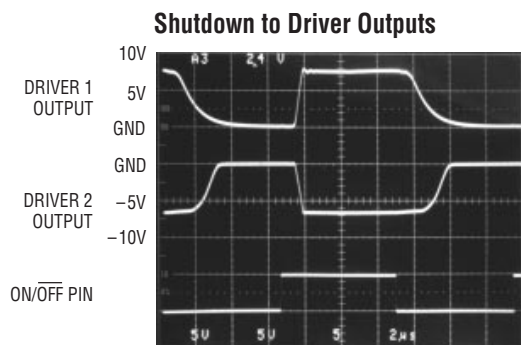 Shutdown to Driver Outputs
10V
A3 2.4 V
DRIVER 1
OUTPUT
5V
GND
GND
DRIVER 2
OUTPUT
–5V
–10V
ON/OFF PIN
5V 5V 5 2µs